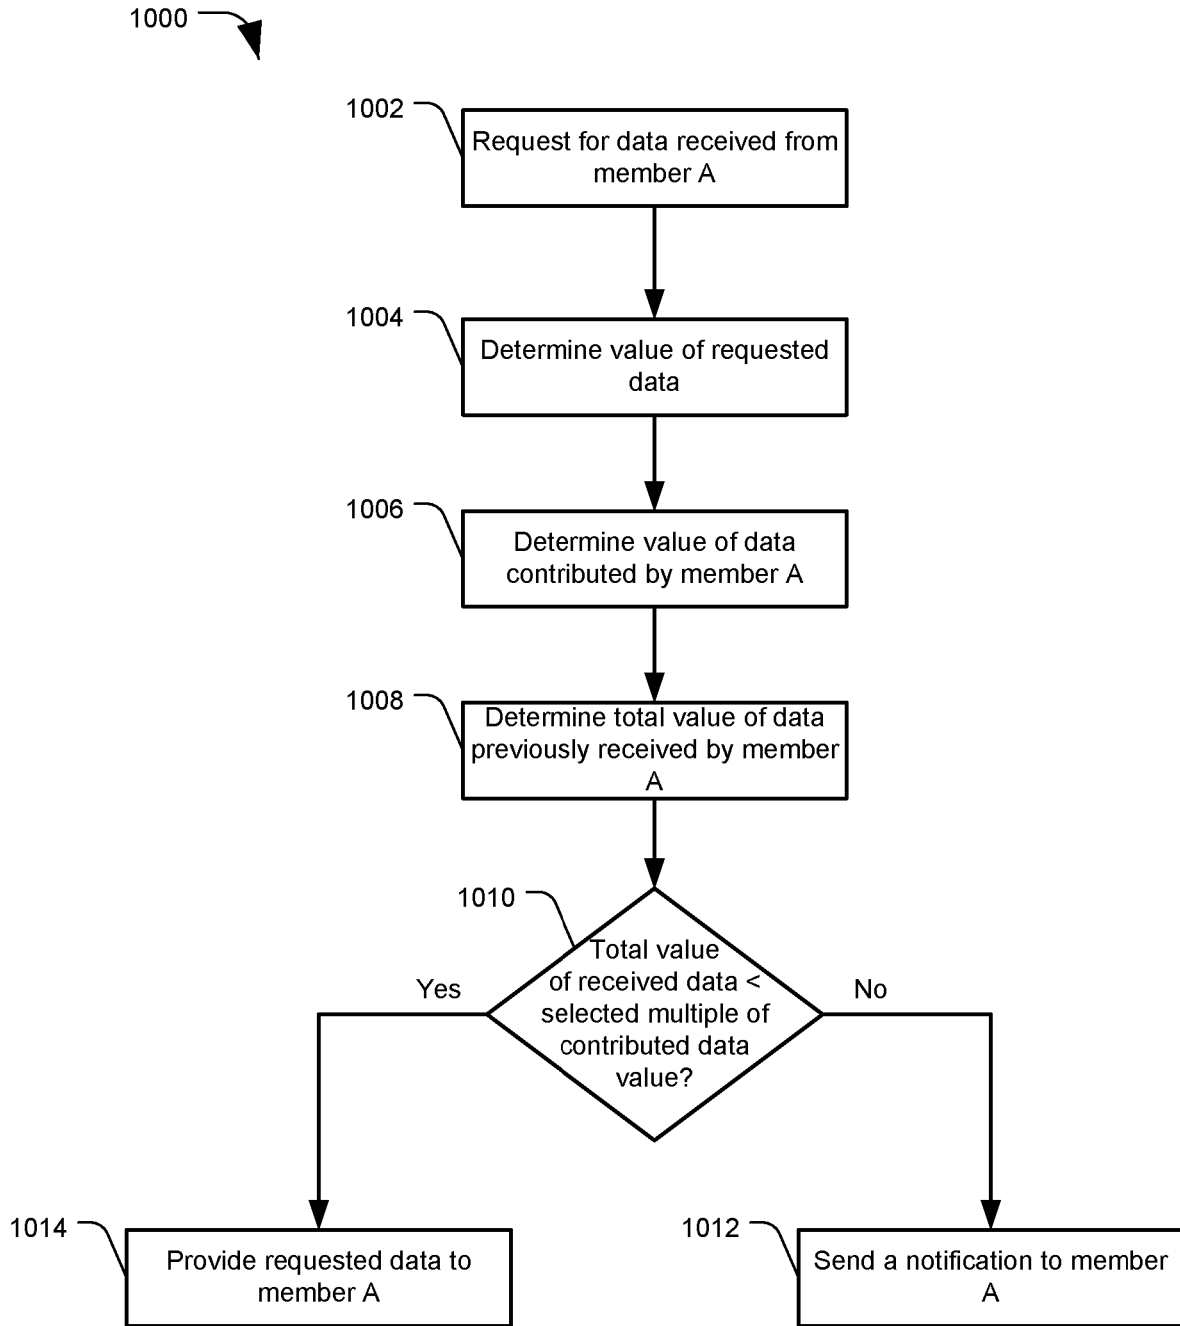 1000
1002
Request for data received from
member A
1004
Determine value of requested
data
1006
Determine value of data
contributed by member A
1008
Determine total value of data
previously received by member
A
1010
Total value
of received data <
selected multiple of
contributed data
value?
Yes
No
1014
Provide requested data to
member A
1012
Send a notification to member
A